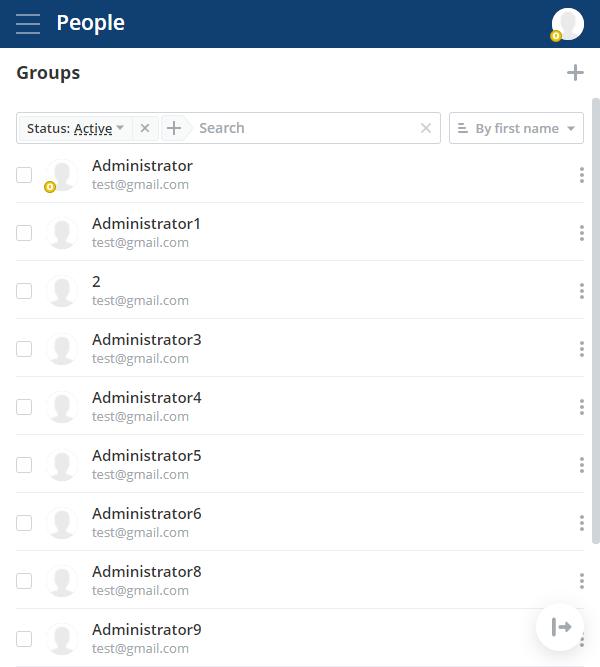 People
Groups
Status: Active
Search
By first name
Administrator
test@gmail.com
Administrator1
test@gmail.com
2
test@gmail.com
Administrator3
test@gmail.com
Administrator4
test@gmail.com
Administrator5
test@gmail.com
Administrator6
test@gmail.com
Administrator8
test@gmail.com
Administrator9
test@gmail.com